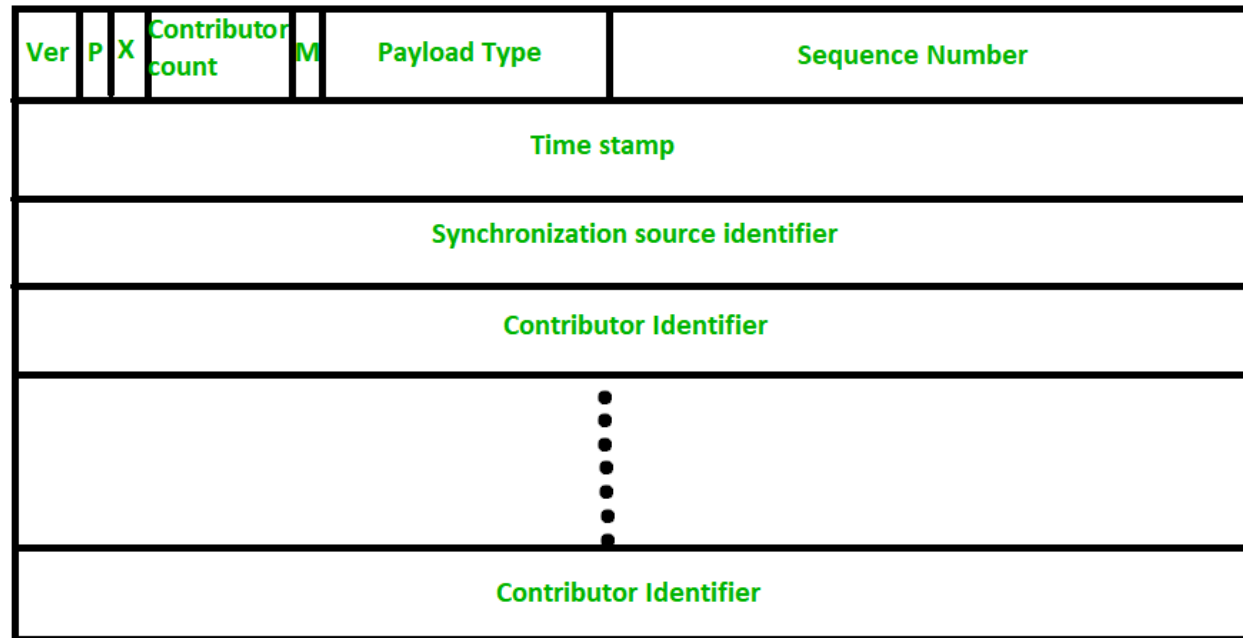 Ver P X Contributor count M Payload Type Sequence Number
Time stamp
Synchronization source identifier
Contributor Identifier
Contributor Identifier